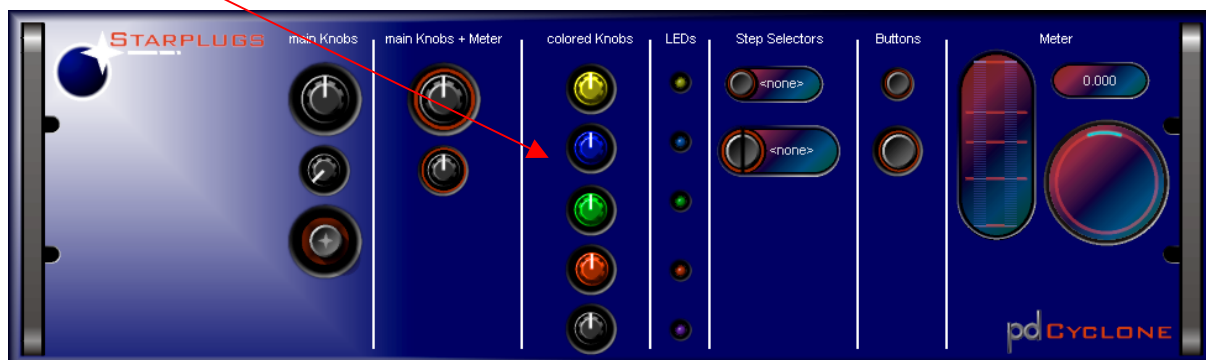 STARPLUGS
main Knobs
main Knobs + Meter
colored Knobs
LEDs
Step Selectors
Buttons
Meter
<none>
0.000
<none>
pd CYCLONE